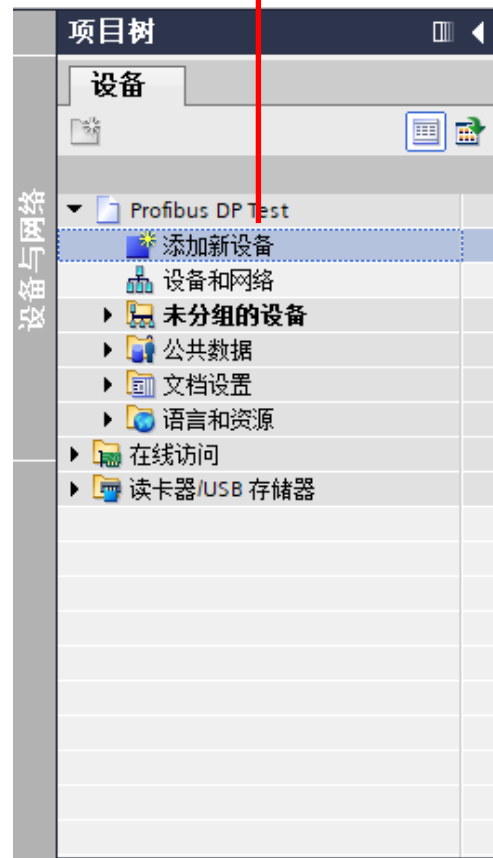 项目树
设备
设备与网络
Profibus DP Test
添加新设备
设备和网络
未分组的设备
公共数据
文档设置
语言和资源
在线访问
读卡器/USB 存储器